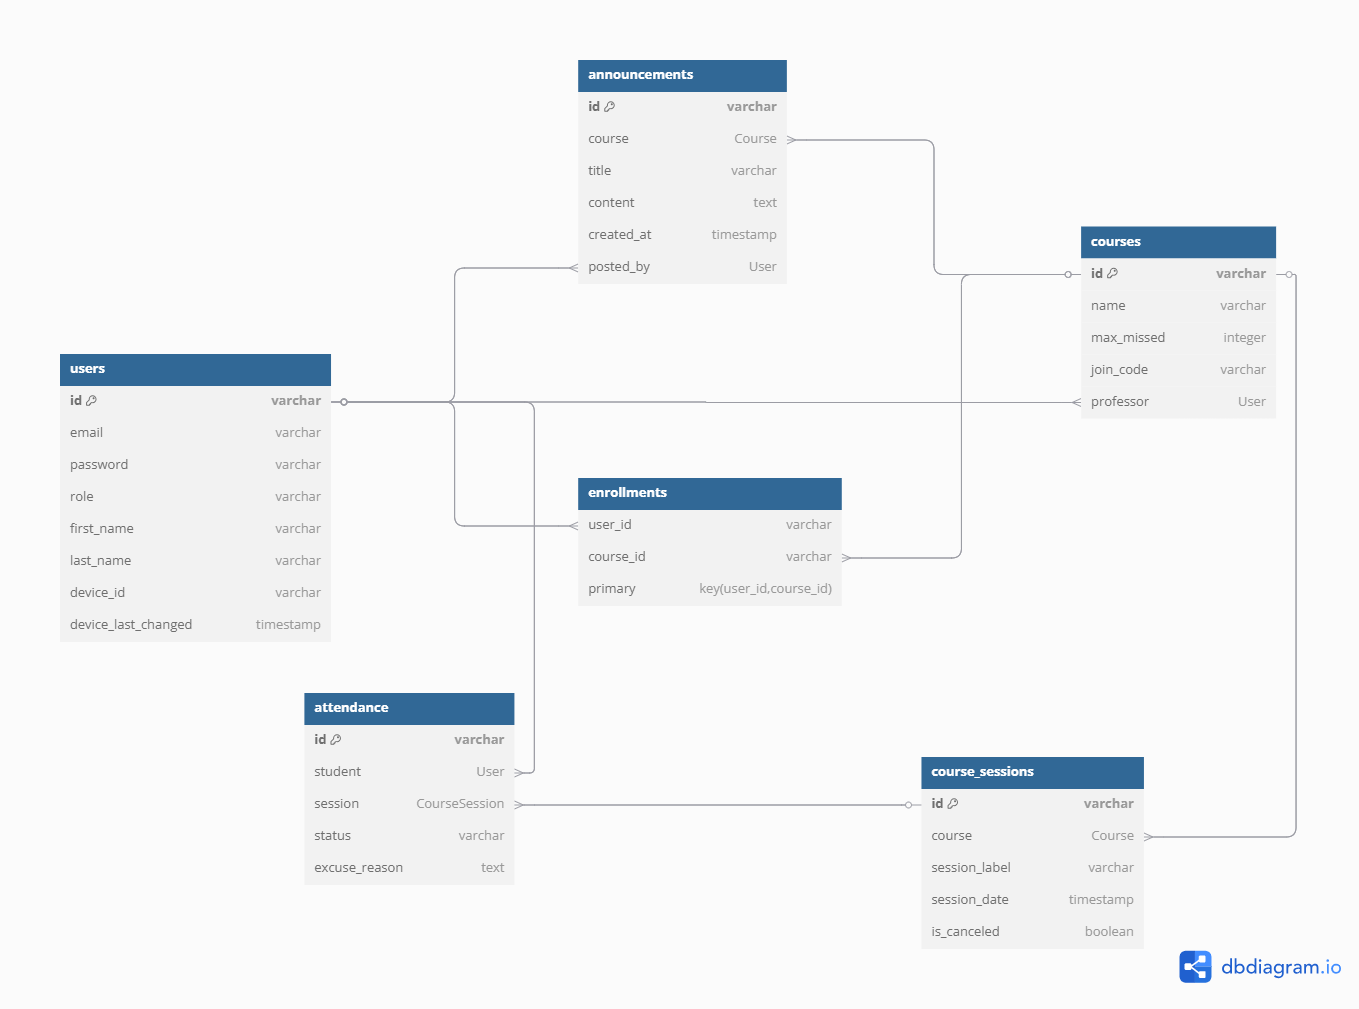 announcements
id varchar
course Course
title varchar
content text
created_at timestamp
posted_by User
courses
id varchar
name varchar
max_missed integer
join_code varchar
professor User
users
id varchar
email varchar
password varchar
role varchar
first_name varchar
last_name varchar
device_id varchar
device_last_changed timestamp
enrollments
user_id varchar
course_id varchar
primary key(user_id,course_id)
attendance
id varchar
student User
session CourseSession
status varchar
excuse_reason text
course_sessions
id varchar
course Course
session_label varchar
session_date timestamp
is_canceled boolean
dbdiagram.io